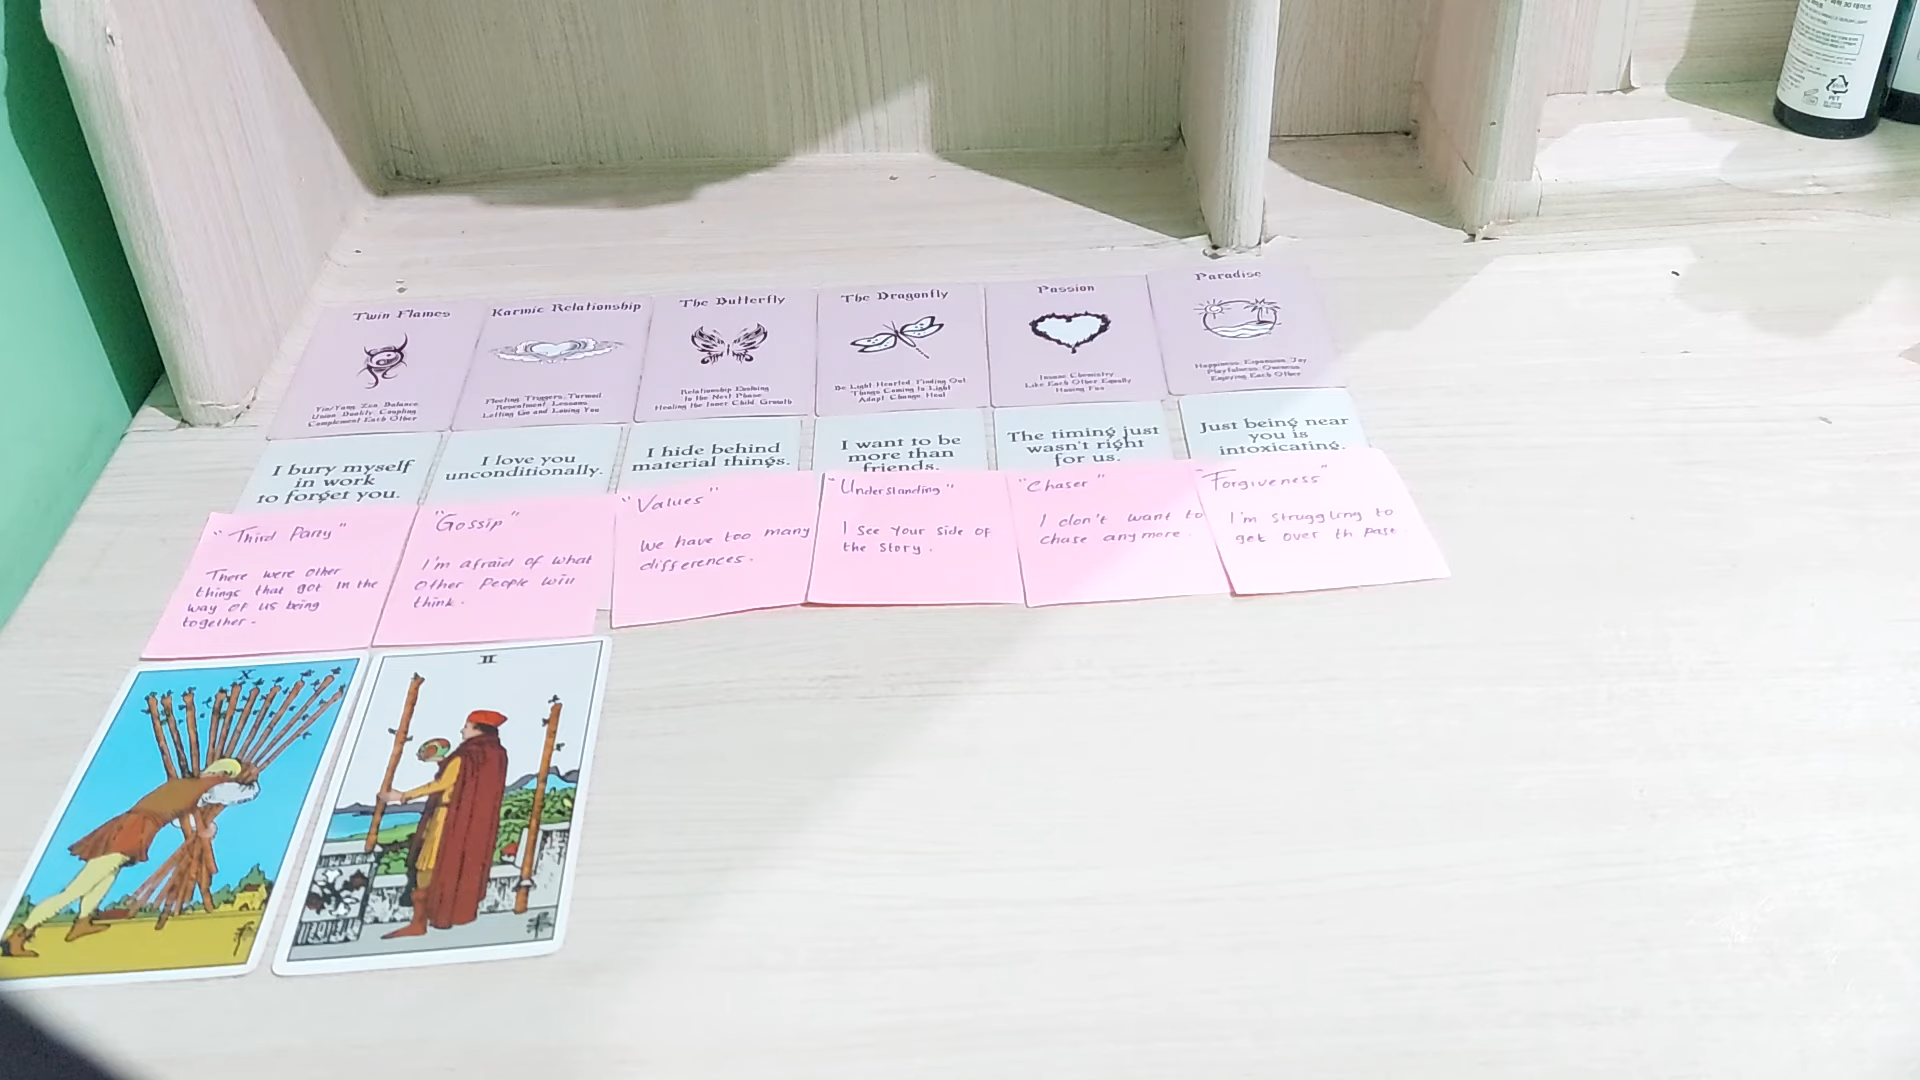 Twin Flames
Yin/Yang, Zen, Balance
Union, Duality, Coupling
Complement Each Other
Karmic Relationship
Fleeting, Triggers, Turmoil
Resentment, Lessons
Letting Go and Loving You
The Butterfly
Relationship Evolving
to the Next Phase
Healing the Inner Child, Growth
The Dragonfly
Be Light Hearted, Finding Out
Things Coming to Light
Adapt, Change, Heal
Passion
Insane Chemistry
Like Each Other Equally
Having Fun
Paradise
Happiness, Expansion, Joy
Playfulness, Oneness
Enjoying Each Other
I bury myself
in work
to forget you.
I love you
unconditionally.
I hide behind
material things.
I want to be
more than
friends.
The timing just
wasn't right
for us.
Just being near
you is
intoxicating.
"Third Party"
There were other
things that got in the
way of us being
together.
"Gossip"
I'm afraid of what
other people will
think.
"Values"
We have too many
differences.
"Understanding"
I see your side of
the story.
"Chaser"
I don't want to
chase anymore.
"Forgiveness"
I'm struggling to
get over th past.
X
II
PET